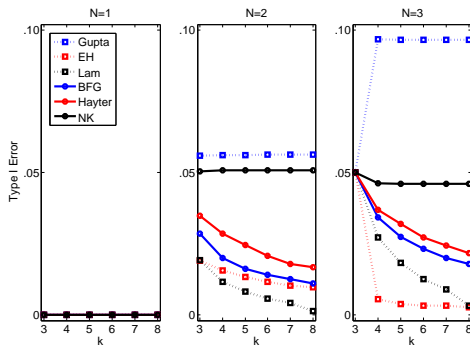 N=1
N=2
N=3
.10
.10
.10
Gupta
EH
Lam
BFG
Hayter
NK
Type I Error
.05
.05
.05
0
0
0
3 4 5 6 7 8
3 4 5 6 7 8
3 4 5 6 7 8
k
k
k